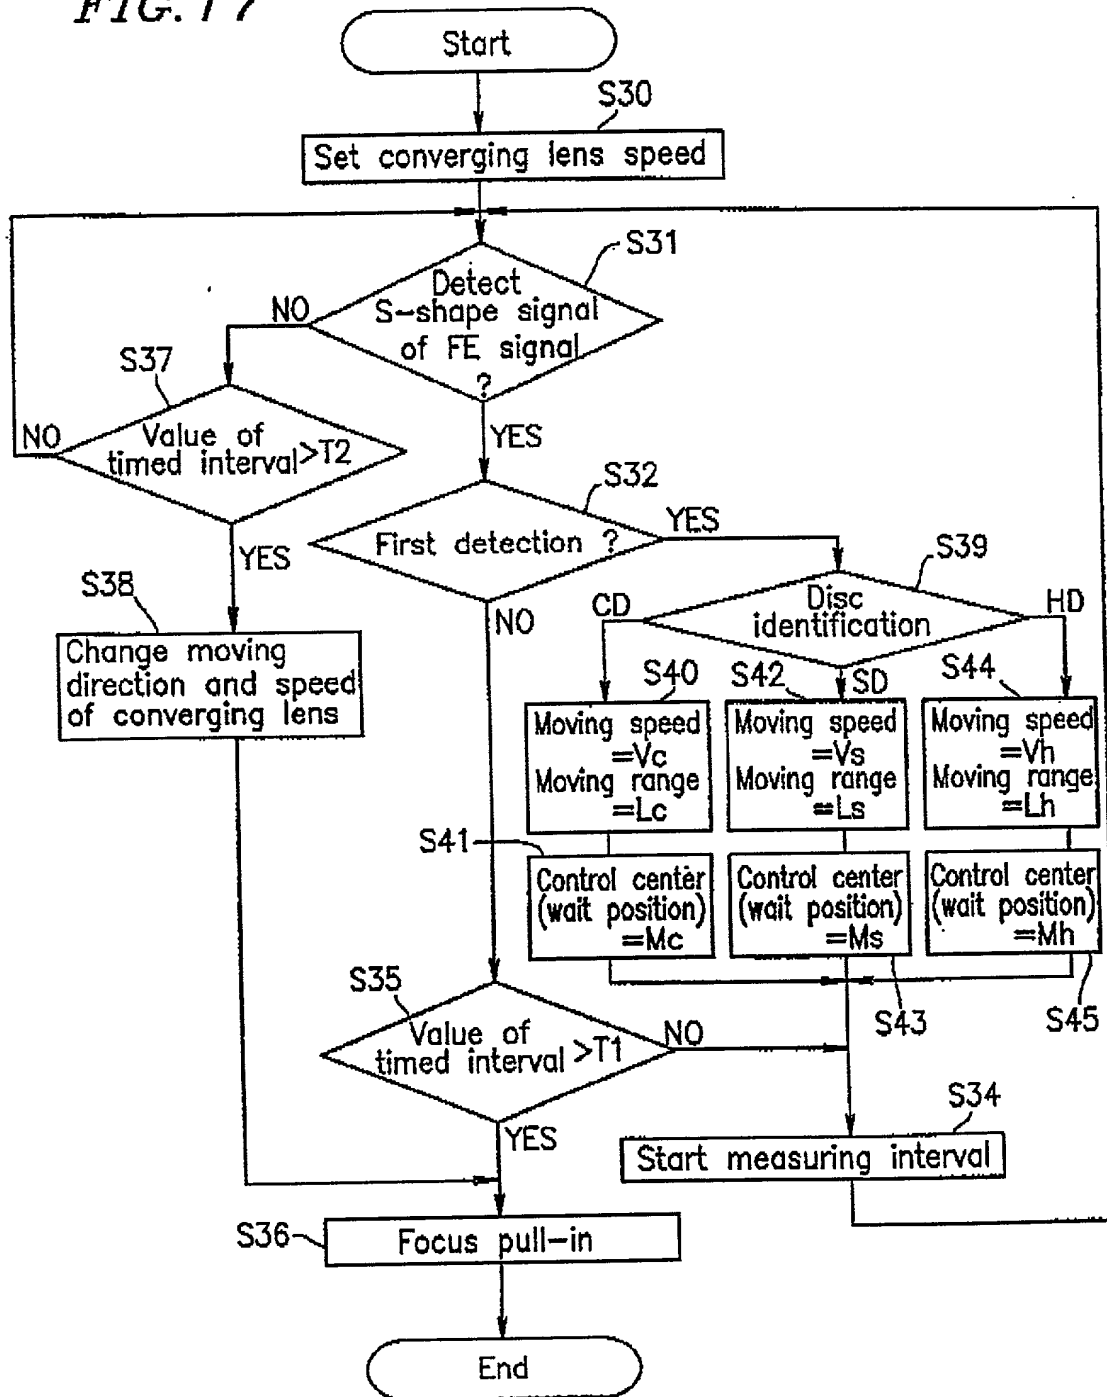 FIG. 17
Start
S30
Set converging lens speed
S31
Detect
S-shape signal
of FE signal
?
NO
YES
S37
Value of
timed interval >T2
NO
YES
S32
First detection ?
YES
NO
S38
Change moving
direction and speed
of converging lens
S39
Disc
identification
CD
SD
HD
S40
Moving speed
=Vc
Moving range
=Lc
S42
Moving speed
=Vs
Moving range
=Ls
S44
Moving speed
=Vh
Moving range
=Lh
S41
Control center
(wait position)
=Mc
Control center
(wait position)
=Ms
Control center
(wait position)
=Mh
S43
S45
S35
Value of
timed interval >T1
NO
YES
S34
Start measuring interval
S36
Focus pull-in
End